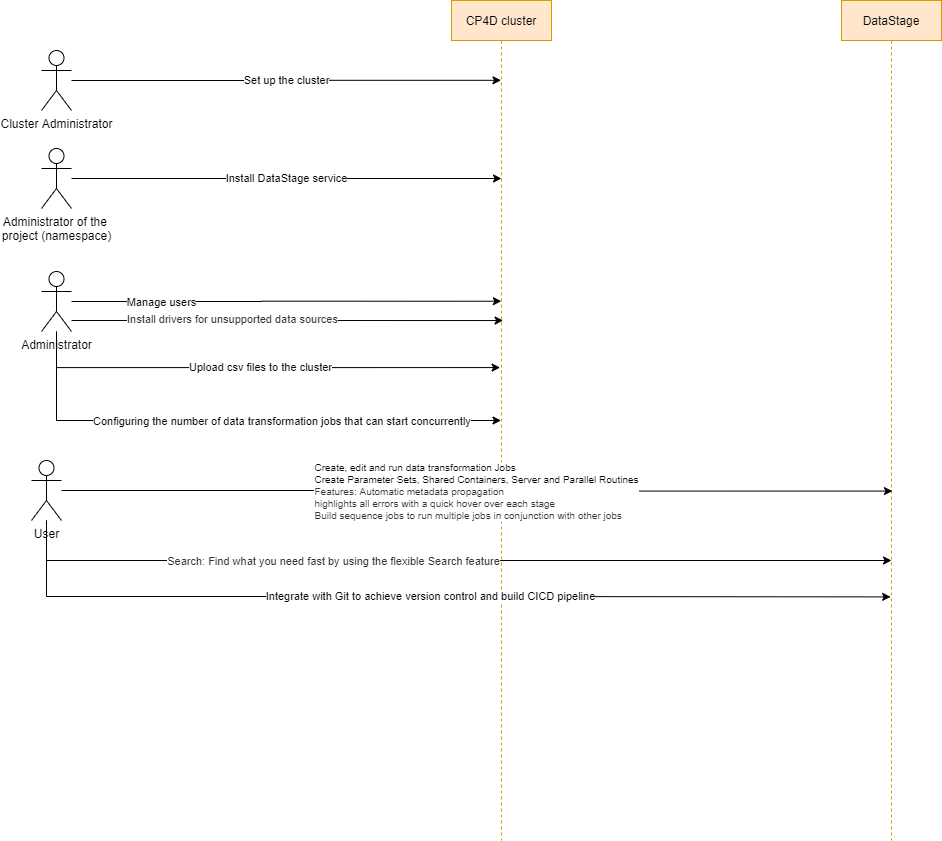 CP4D cluster
DataStage
Set up the cluster
Cluster Administrator
Install DataStage service
Administrator of the
project (namespace)
Manage users
Install drivers for unsupported data sources
Administrator
Upload csv files to the cluster
Configuring the number of data transformation jobs that can start concurrently
Create, edit and run data transformation Jobs
Create Parameter Sets, Shared Containers, Server and Parallel Routines
Features: Automatic metadata propagation
highlights all errors with a quick hover over each stage
Build sequence jobs to run multiple jobs in conjunction with other jobs
User
Search: Find what you need fast by using the flexible Search feature
Integrate with Git to achieve version control and build CICD pipeline